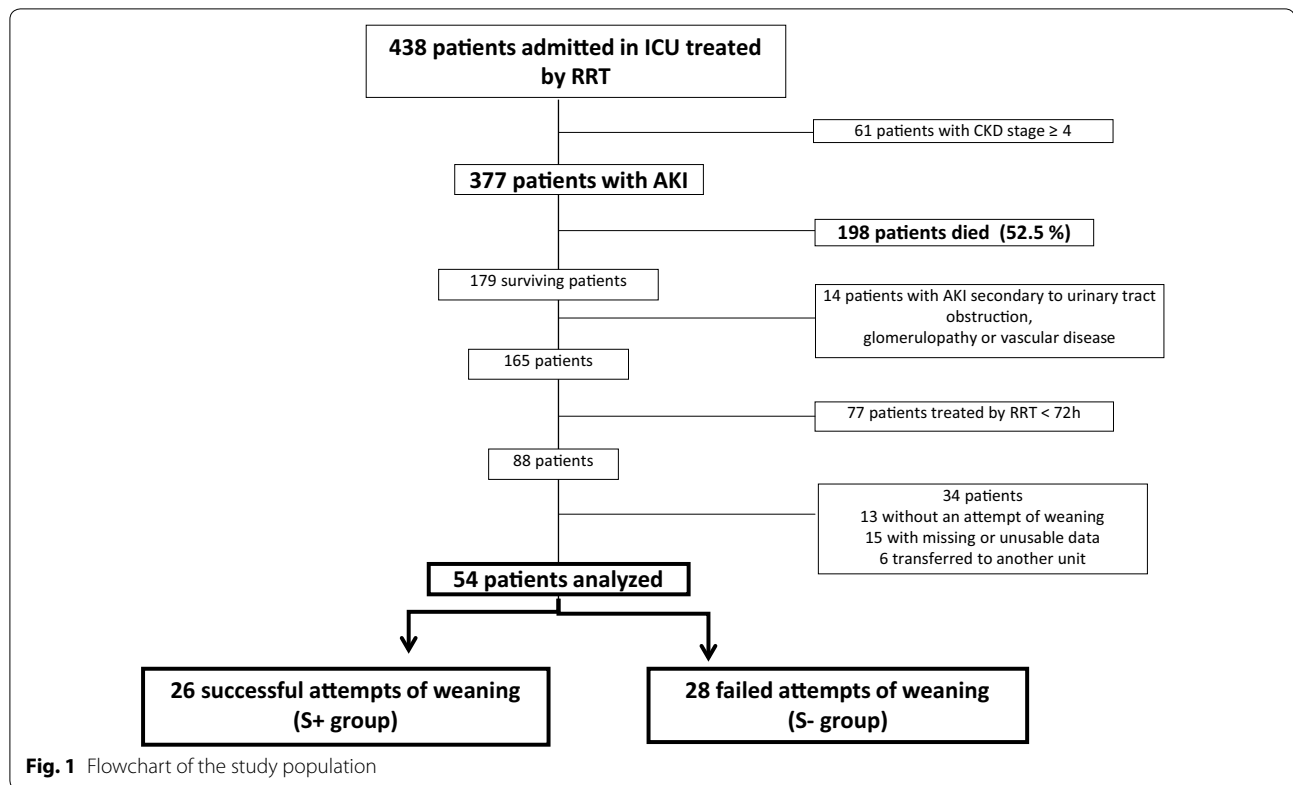 438 patients admitted in ICU treated
by RRT
61 patients with CKD stage ≥ 4
377 patients with AKI
198 patients died (52.5 %)
179 surviving patients
14 patients with AKI secondary to urinary tract
obstruction,
glomerulopathy or vascular disease
165 patients
77 patients treated by RRT < 72h
88 patients
34 patients
13 without an attempt of weaning
15 with missing or unusable data
6 transferred to another unit
54 patients analyzed
26 successful attempts of weaning
(S+ group)
28 failed attempts of weaning
(S- group)
Fig. 1 Flowchart of the study population